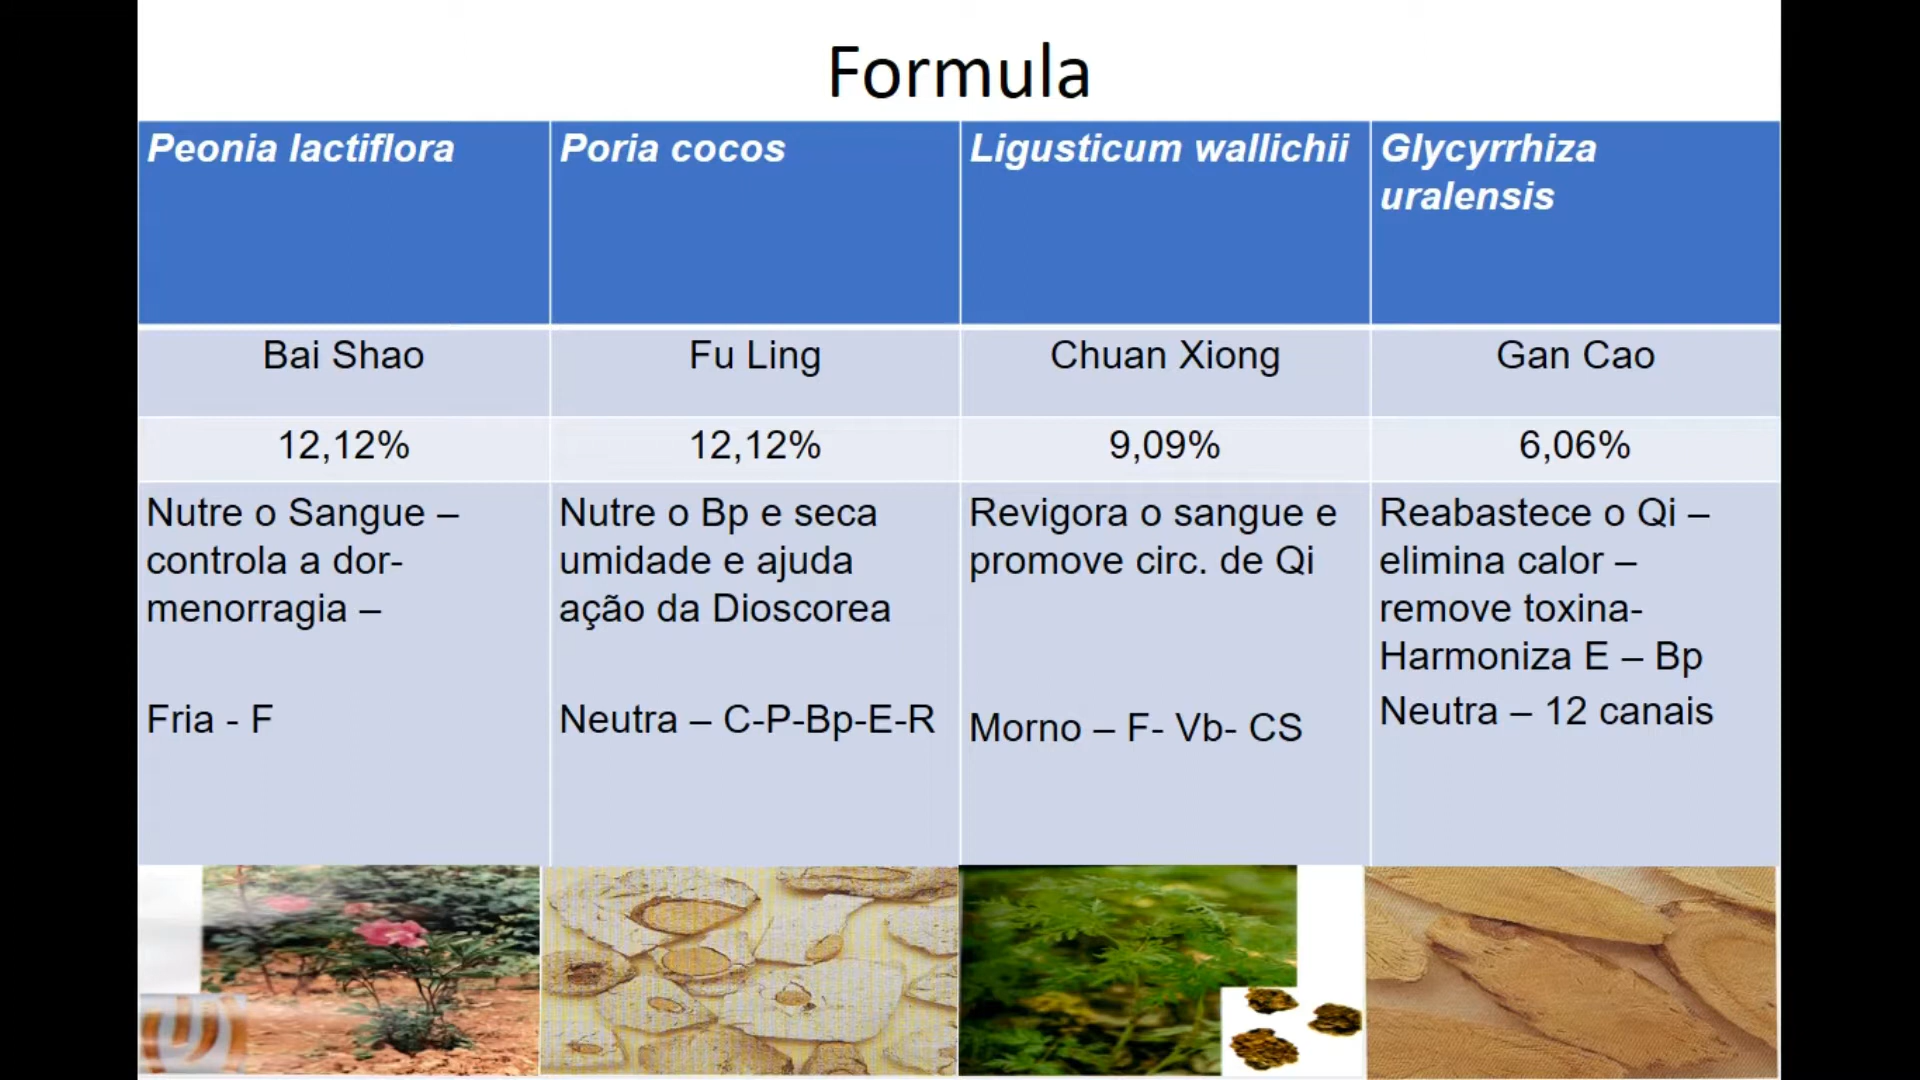 Formula
Peonia lactiflora
Poria cocos
Ligusticum wallichii
Glycyrrhiza
uralensis
Bai Shao
Fu Ling
Chuan Xiong
Gan Cao
12,12%
12,12%
9,09%
6,06%
Nutre o Sangue –
controla a dor-
menorragia –
Fria - F
Nutre o Bp e seca
umidade e ajuda
ação da Dioscorea
Neutra – C-P-Bp-E-R
Revigora o sangue e
promove circ. de Qi
Morno – F- Vb- CS
Reabastece o Qi –
elimina calor –
remove toxina-
Harmoniza E – Bp
Neutra – 12 canais